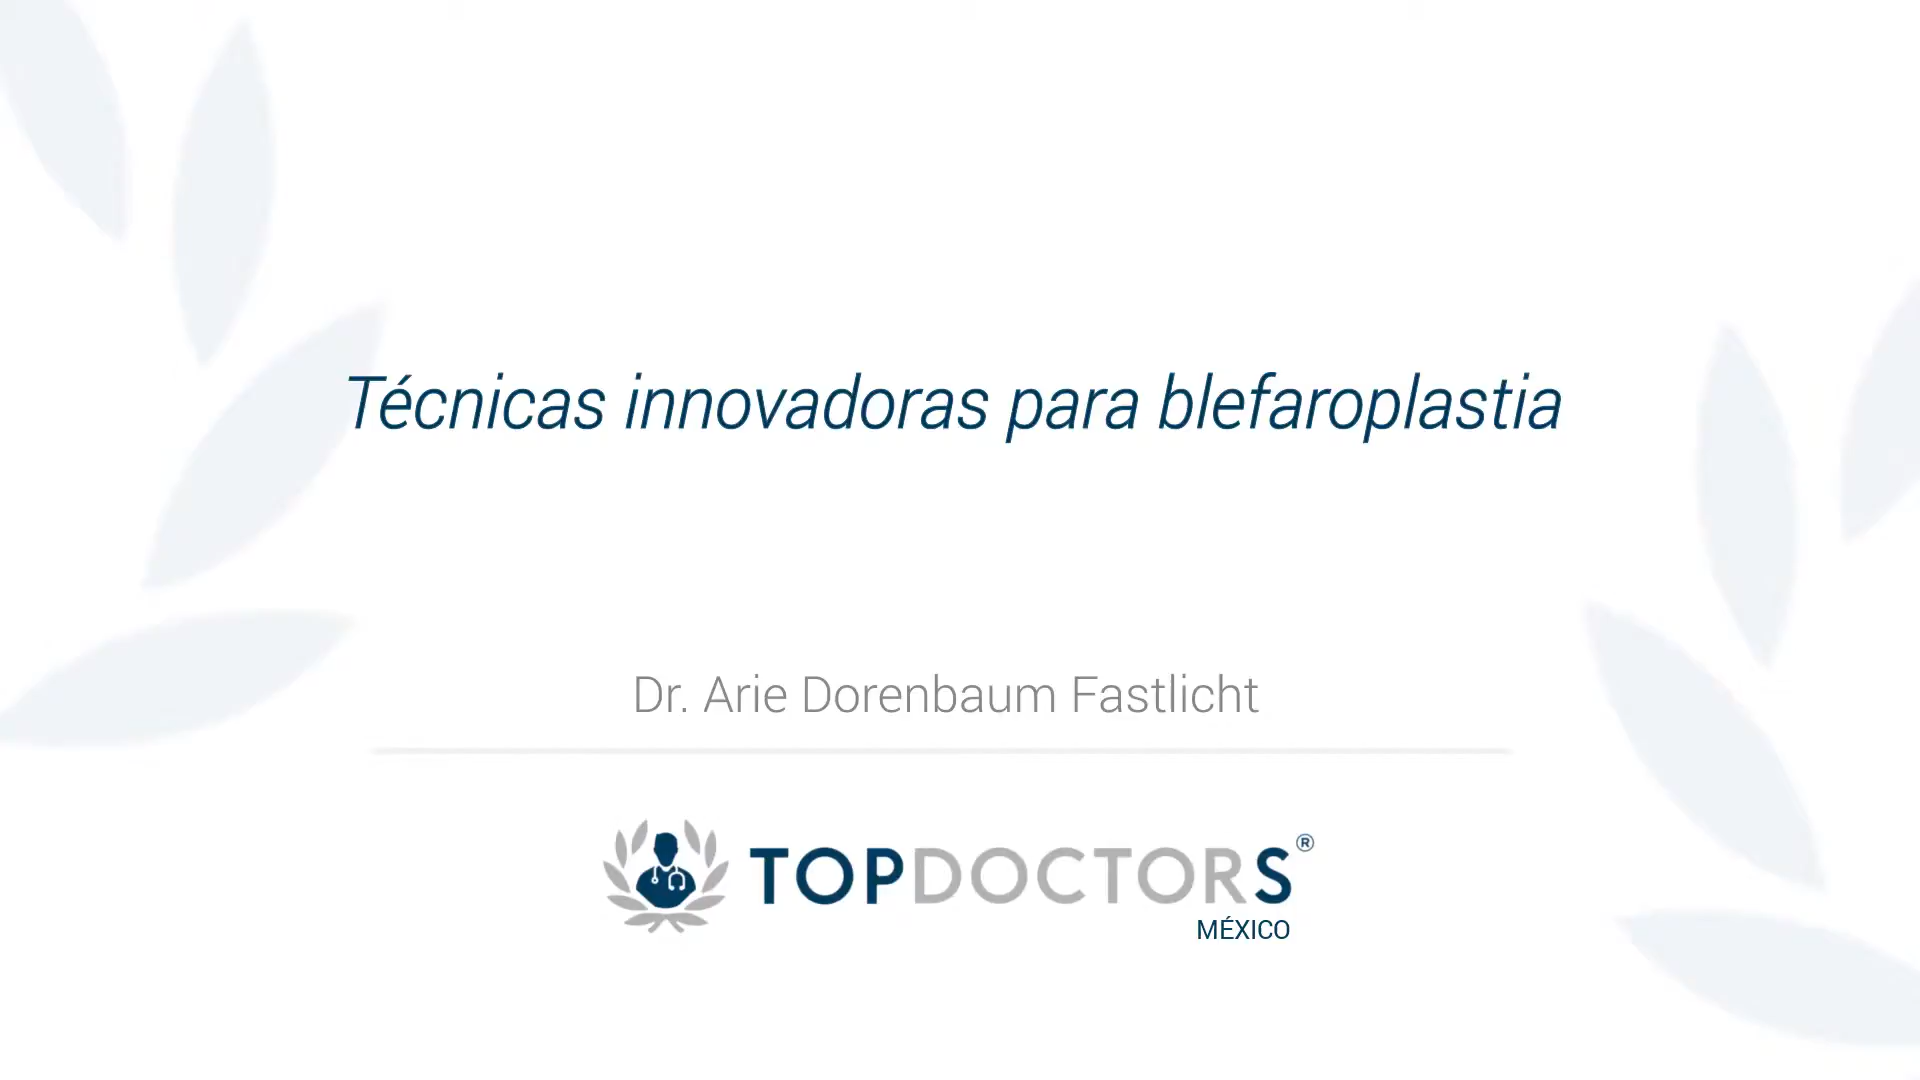 Técnicas innovadoras para blefaroplastia
Dr. Arie Dorenbaum Fastlicht
TOPDOCTORS®
MÉXICO